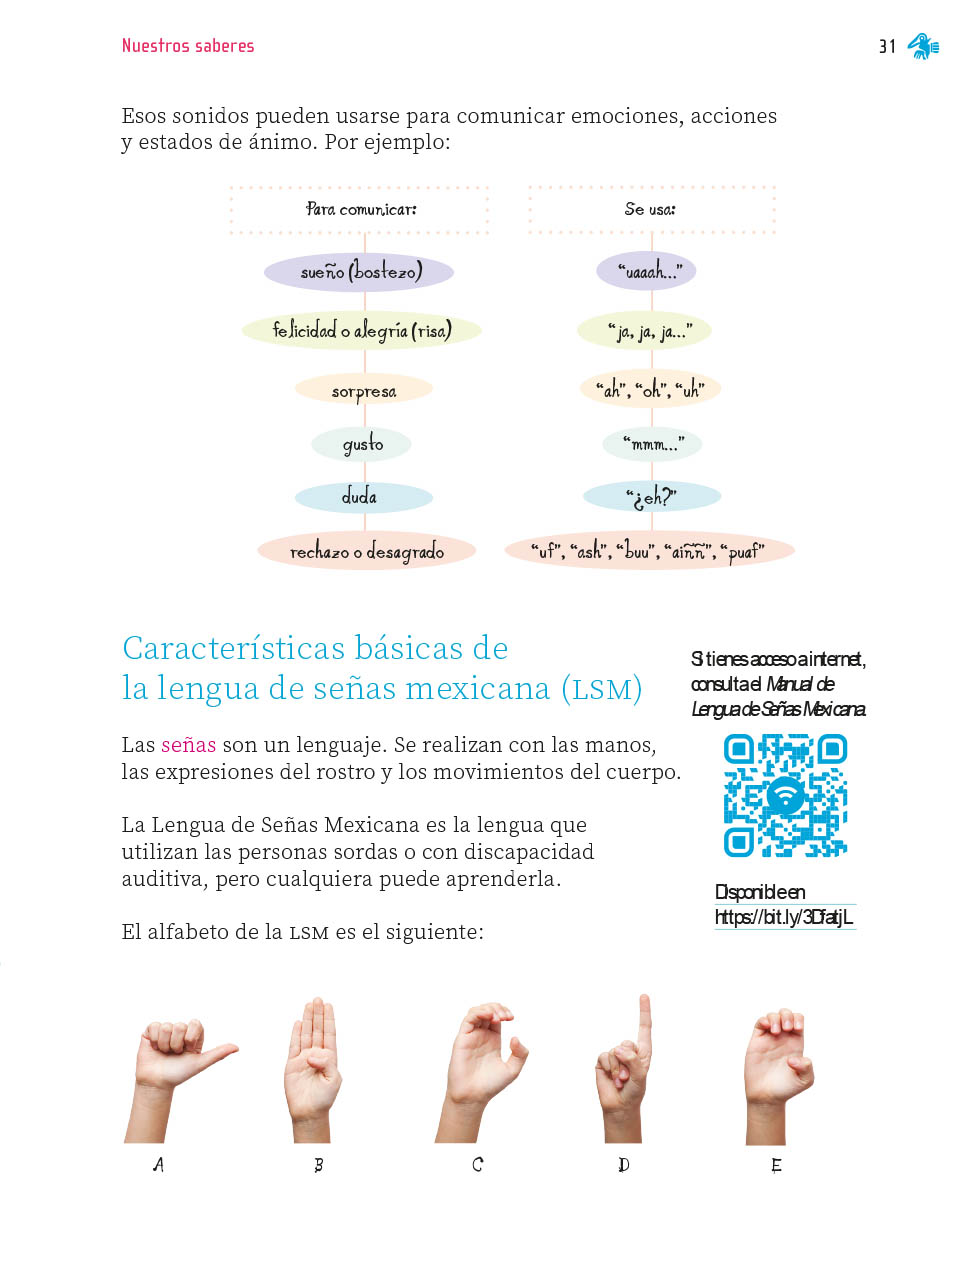 Nuestros saberes
31
Esos sonidos pueden usarse para comunicar emociones, acciones
y estados de ánimo. Por ejemplo:
Para comunicar:
Se usa:
sueño (bostezo)
“uaaah...”
felicidad o alegría (risa)
“ja, ja, ja...”
sorpresa
“ah”, “oh”, “uh”
gusto
“mmm...”
duda
“¿eh?”
rechazo o desagrado
“uf”, “ash”, “buu”, “aiññ”, “puaf”
Características básicas de
la lengua de señas mexicana (LSM)
Las señas son un lenguaje. Se realizan con las manos,
las expresiones del rostro y los movimientos del cuerpo.
La Lengua de Señas Mexicana es la lengua que
utilizan las personas sordas o con discapacidad
auditiva, pero cualquiera puede aprenderla.
El alfabeto de la LSM es el siguiente:
Si tienes acceso a internet,
consulta el Manual de
Lengua de Señas Mexicana.
Disponible en
https://bit.ly/3DfatjL
A
B
C
D
E